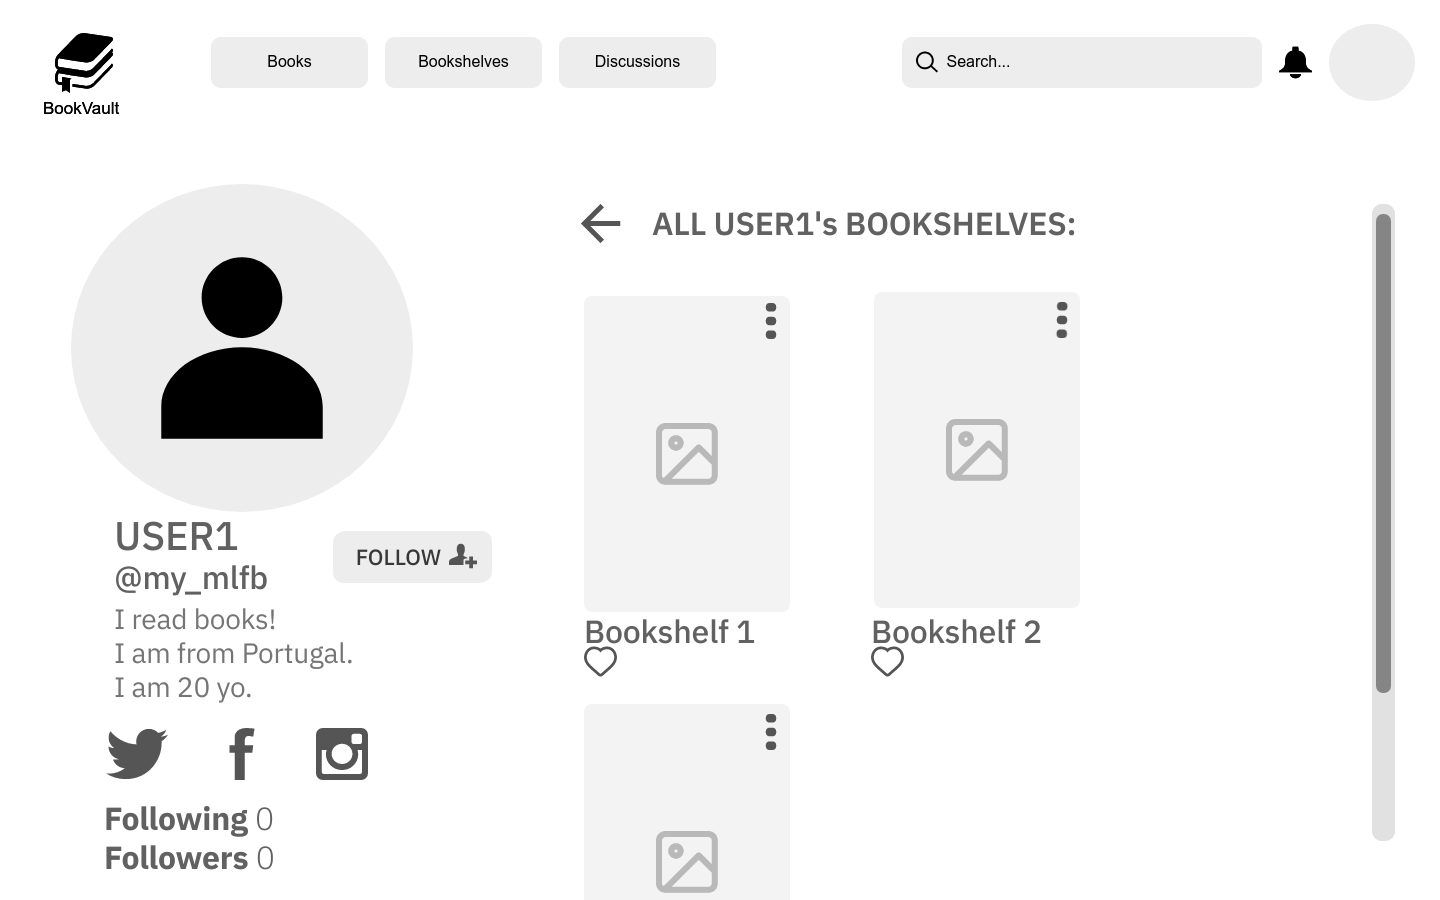 BookVault
Books
Bookshelves
Discussions
Search...
USER1
@my_mlfb
FOLLOW
I read books!
I am from Portugal.
I am 20 yo.
Following 0
Followers 0
ALL USER1's BOOKSHELVES:
Bookshelf 1
Bookshelf 2